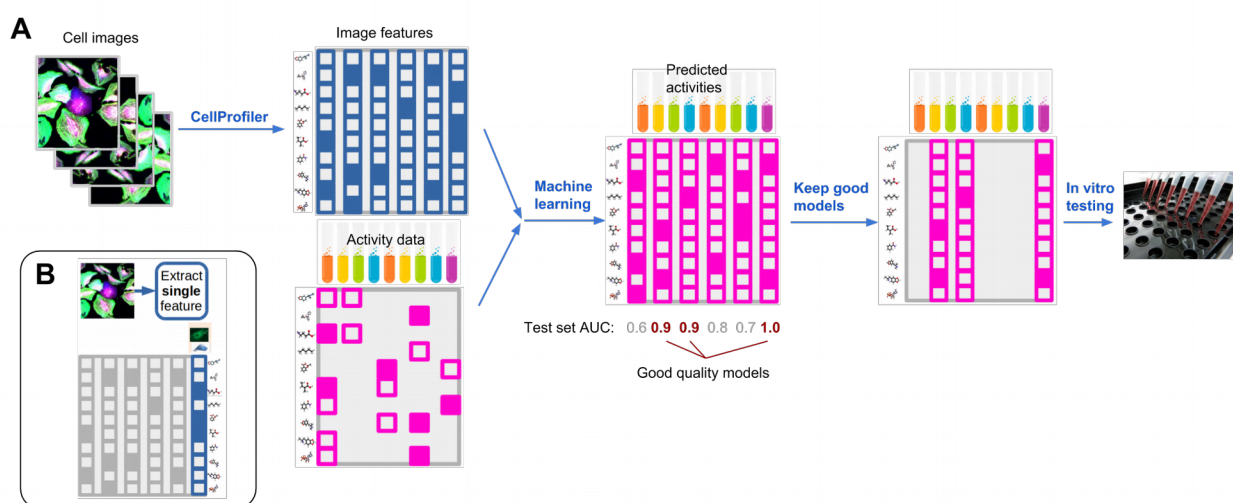 A
Cell images
CellProfiler
Image features
Activity data
Machine
learning
Predicted
activities
Test set AUC: 0.6 0.9 0.9 0.8 0.7 1.0
Good quality models
Keep good
models
In vitro
testing
B
Extract
single
feature